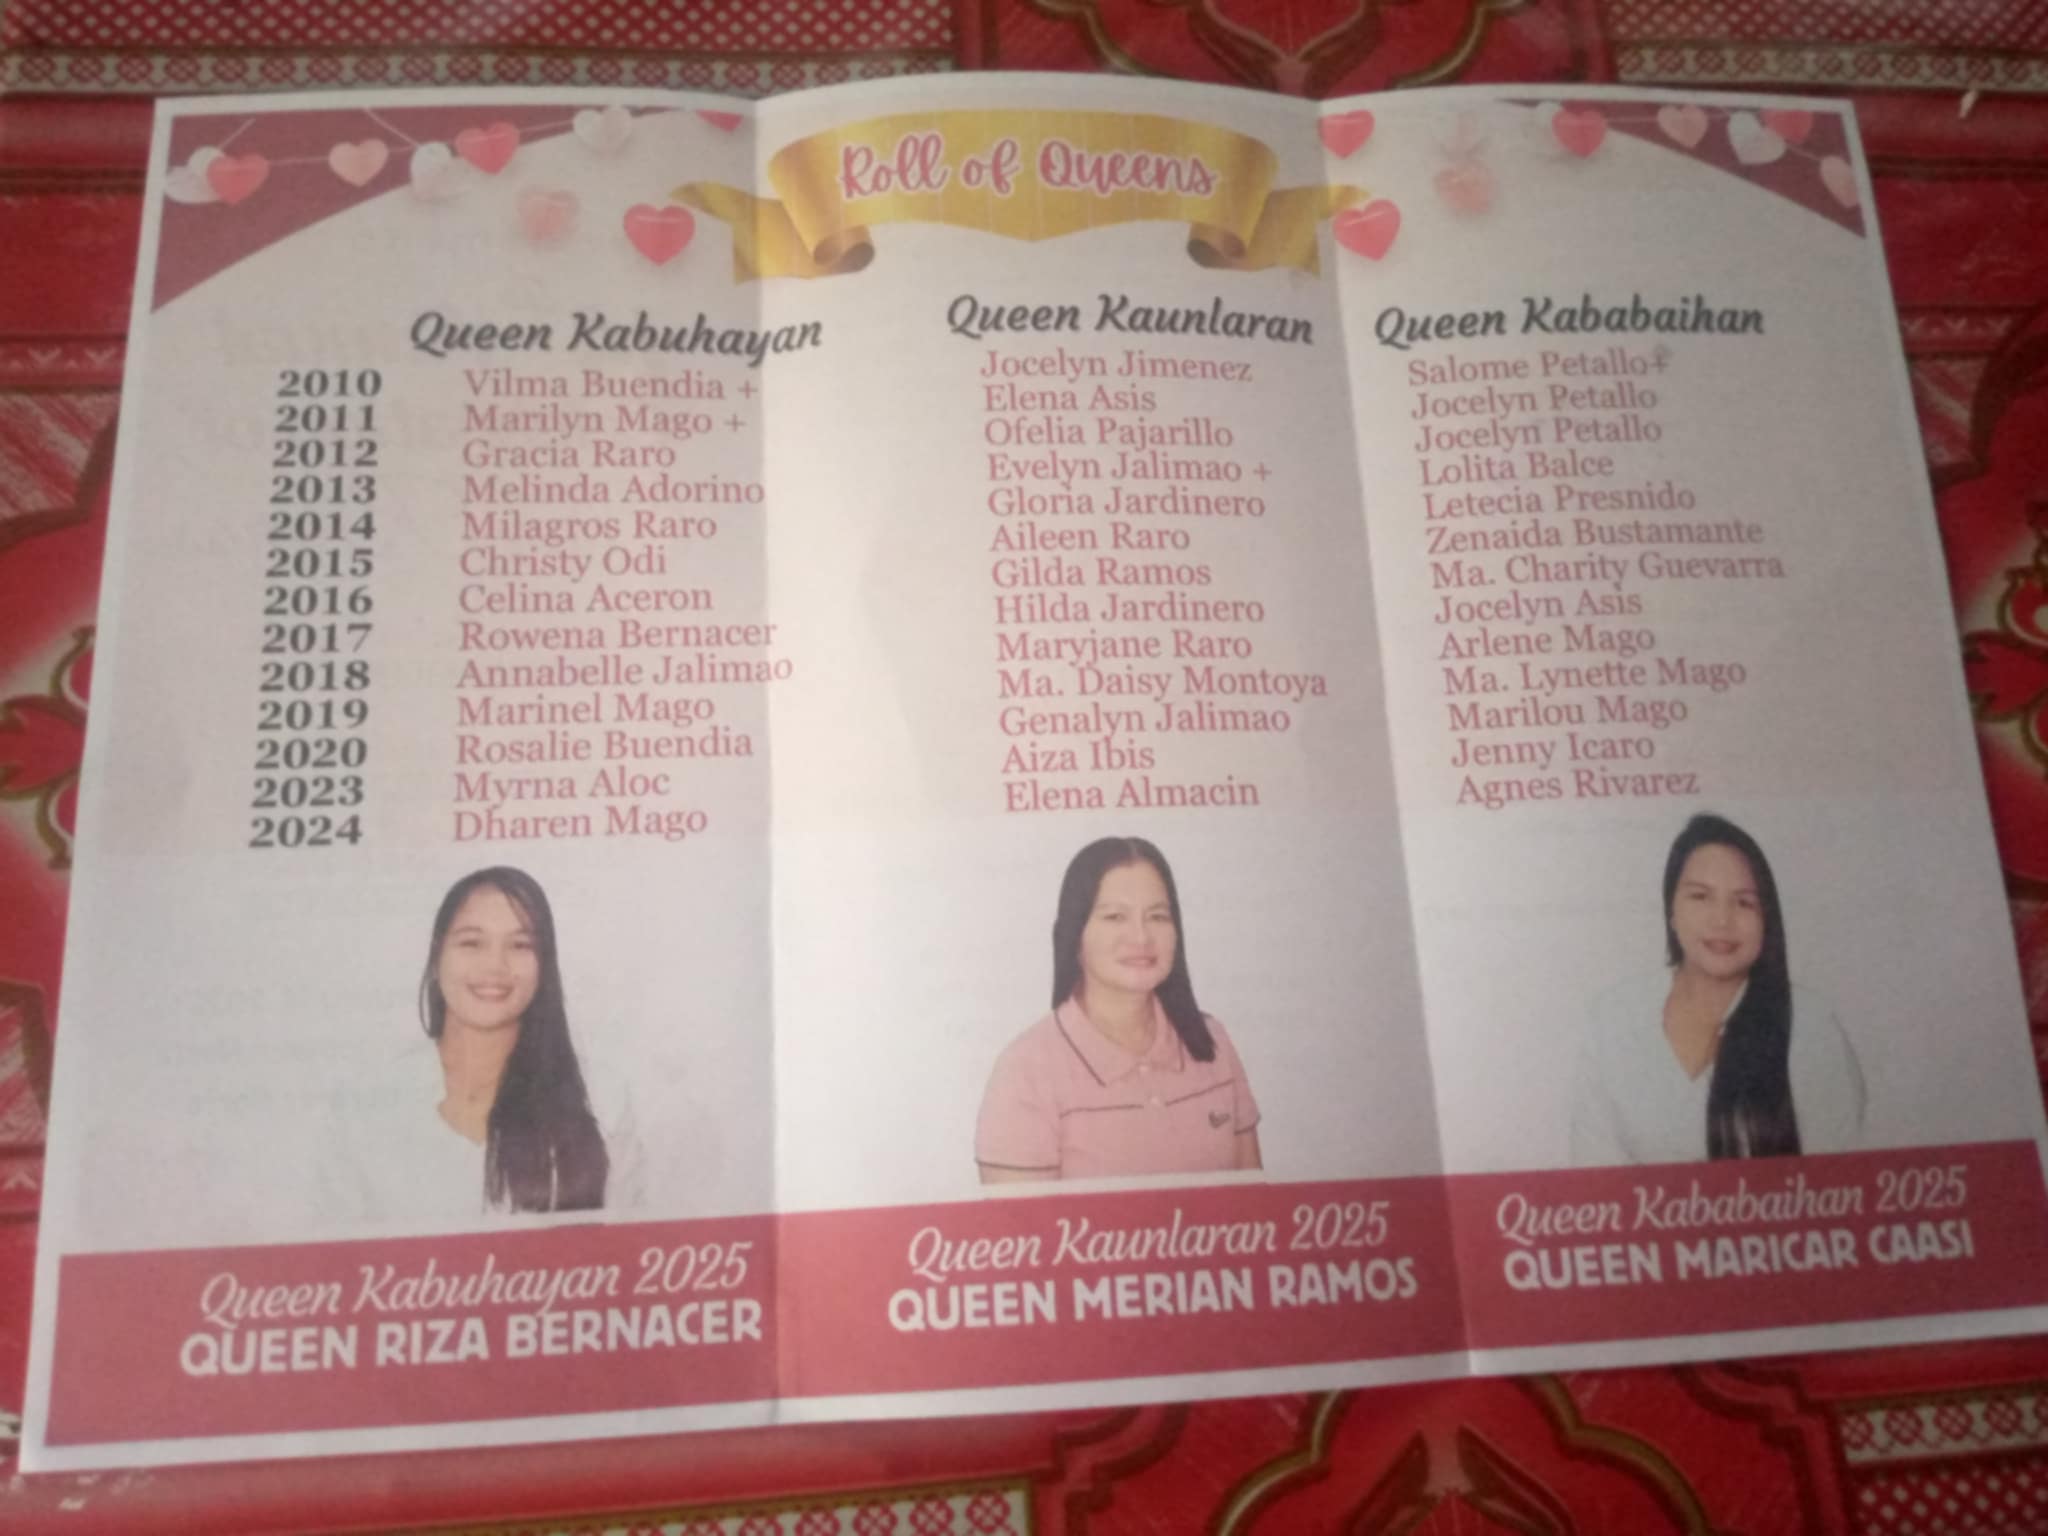 Roll of Queens
Queen Kabuhayan
2010 Vilma Buendia +
2011 Marilyn Mago +
2012 Gracia Raro
2013 Melinda Adorino
2014 Milagros Raro
2015 Christy Odi
2016 Celina Aceron
2017 Rowena Bernacer
2018 Annabelle Jalimao
2019 Marinel Mago
2020 Rosalie Buendia
2023 Myrna Aloc
2024 Dharen Mago
Queen Kaunlaran
Jocelyn Jimenez
Elena Asis
Ofelia Pajarillo
Evelyn Jalimao +
Gloria Jardinero
Aileen Raro
Gilda Ramos
Hilda Jardinero
Maryjane Raro
Ma. Daisy Montoya
Genalyn Jalimao
Aiza Ibis
Elena Almacin
Queen Kababaihan
Salome Petallo+
Jocelyn Petallo
Jocelyn Petallo
Lolita Balce
Letecia Presnido
Zenaida Bustamante
Ma. Charity Guevarra
Jocelyn Asis
Arlene Mago
Ma. Lynette Mago
Marilou Mago
Jenny Icaro
Agnes Rivarez
Queen Kabuhayan 2025
QUEEN RIZA BERNACER
Queen Kaunlaran 2025
QUEEN MERIAN RAMOS
Queen Kababaihan 2025
QUEEN MARICAR CAASI